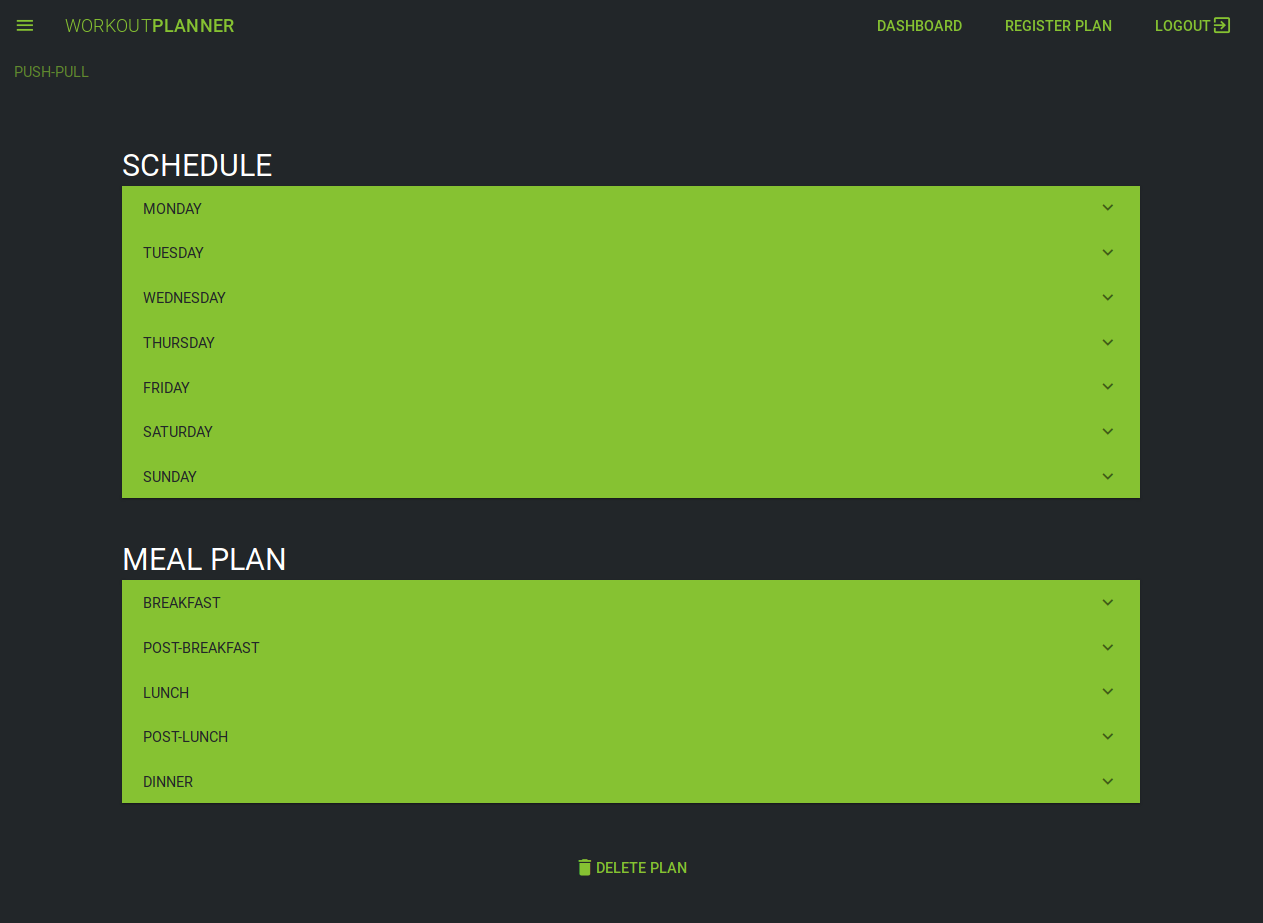 WORKOUTPLANNER DASHBOARD REGISTER PLAN LOGOUT
PUSH-PULL
SCHEDULE
MONDAY
TUESDAY
WEDNESDAY
THURSDAY
FRIDAY
SATURDAY
SUNDAY
MEAL PLAN
BREAKFAST
POST-BREAKFAST
LUNCH
POST-LUNCH
DINNER
DELETE PLAN